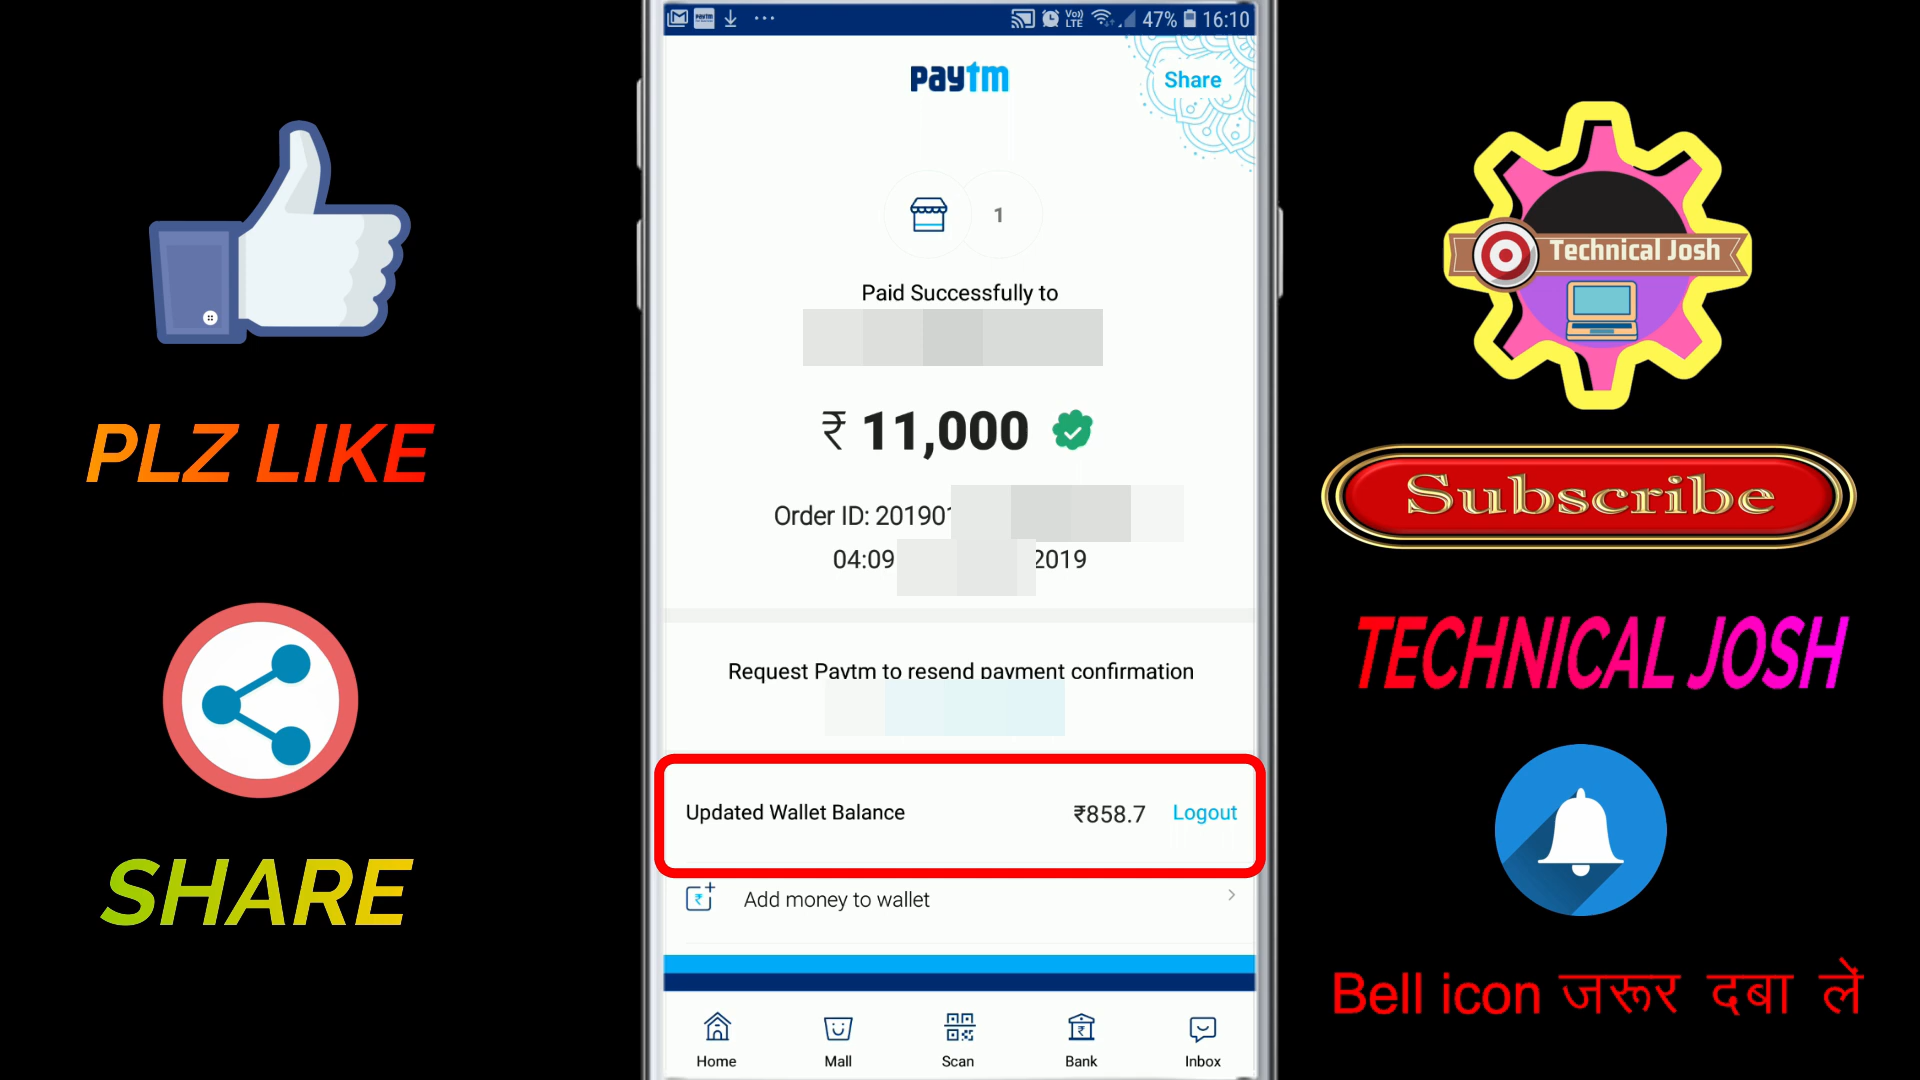 47% 16:10
paytm
Share
1
Paid Successfully to
₹ 11,000
Order ID: 201901
04:09 2019
Request Paytm to resend payment confirmation
Updated Wallet Balance ₹858.7 Logout
Add money to wallet
Home Mall Scan Bank Inbox
PLZ LIKE
SHARE
Technical Josh
Subscribe
TECHNICAL JOSH
Bell icon जरूर दबा लें